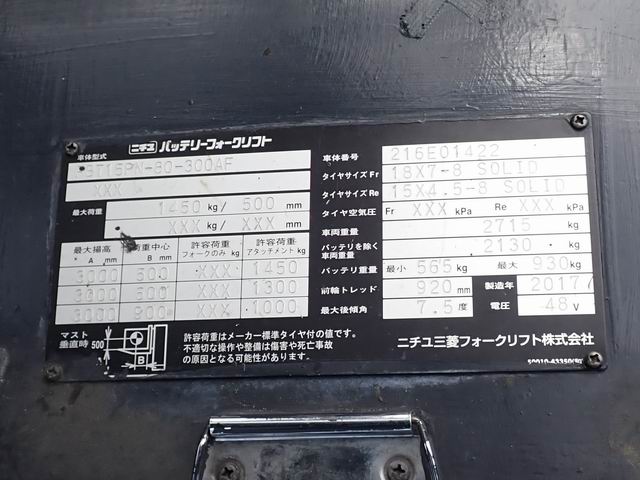 ニチユ バッテリーフォークリフト
車体型式
BT15PN-80-300AF
XXX
最大荷重 1450 kg/ 500 mm
XXX kg/ XXX mm
最大揚高 A mm 荷重中心 B mm 許容荷重 フォークのみ kg 許容荷重 アタッチメント kg
3000 500 XXX 1450
3000 600 XXX 1300
3000 900 XXX 1000
マスト垂直時 500 A B
許容荷重はメーカー標準タイヤ付の値です。
不適切な操作や整備は傷害や死亡事故
の原因となる可能性があります。
車体番号 216E01422
タイヤサイズ Fr 18X7-8 SOLID
タイヤサイズ Re 15X4.5-8 SOLID
タイヤ空気圧 Fr XXX kPa Re XXX kPa
車両重量 2715 kg
バッテリを除く車両重量 2130 kg
バッテリ重量 最小 565 kg 最大 930 kg
前輪トレッド 920 mm 製造年 2017
最大後傾角 7.5 度 電圧 48 V
ニチユ三菱フォークリフト株式会社